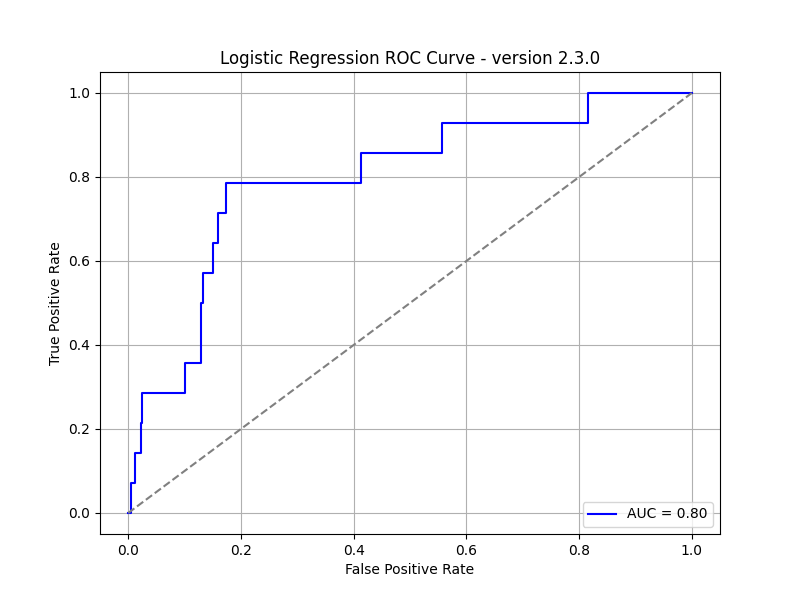 Logistic Regression ROC Curve - version 2.3.0
True Positive Rate
1.0
0.8
0.6
0.4
0.2
0.0
AUC = 0.80
0.0 0.2 0.4 0.6 0.8 1.0
False Positive Rate